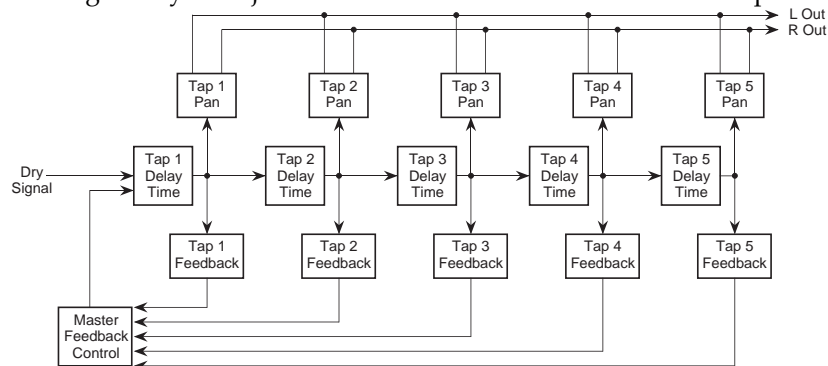 L Out
R Out
Tap 1
Pan
Tap 2
Pan
Tap 3
Pan
Tap 4
Pan
Tap 5
Pan
Dry
Signal
Tap 1
Delay
Time
Tap 2
Delay
Time
Tap 3
Delay
Time
Tap 4
Delay
Time
Tap 5
Delay
Time
Tap 1
Feedback
Tap 2
Feedback
Tap 3
Feedback
Tap 4
Feedback
Tap 5
Feedback
Master
Feedback
Control